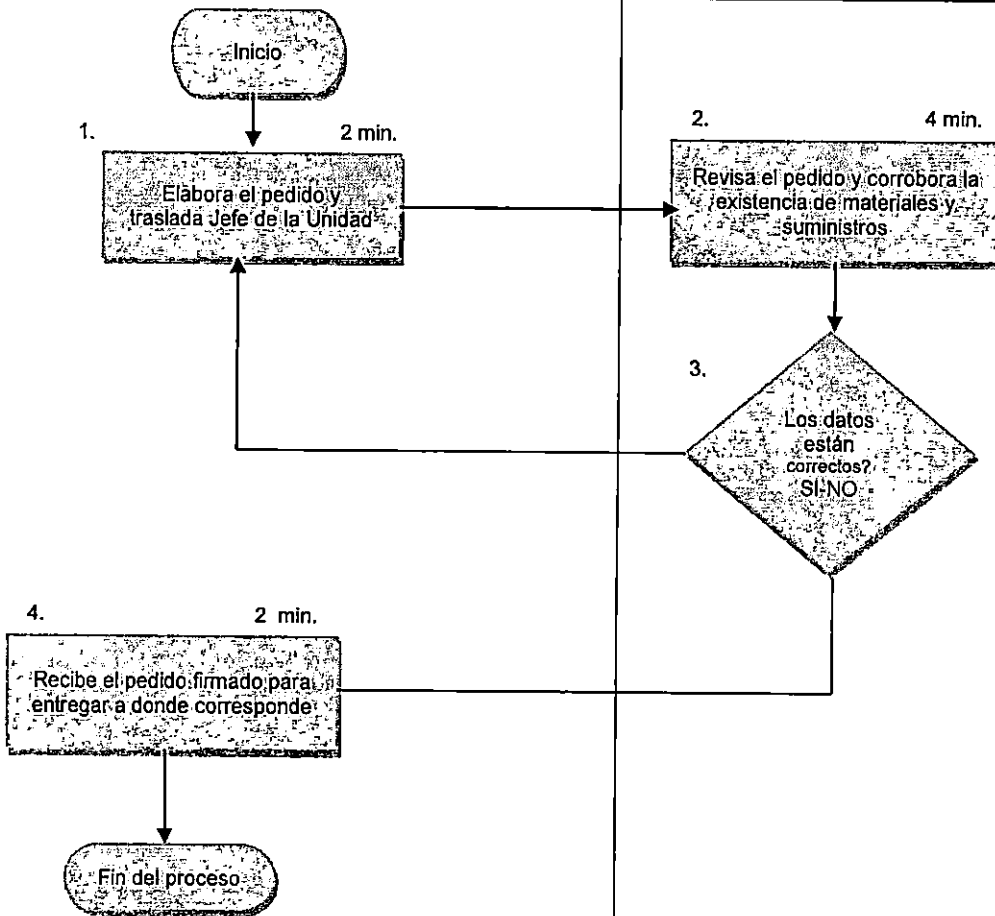 Inicio
1.
2 min.
Elabora el pedido y
traslada Jefe de la Unidad
2.
4 min.
Revisa el pedido y corrobora la
existencia de materiales y
suministros
3.
Los datos
están
correctos?
SI-NO
4.
2 min.
Recibe el pedido firmado para
entregar a donde corresponde
Fin del proceso